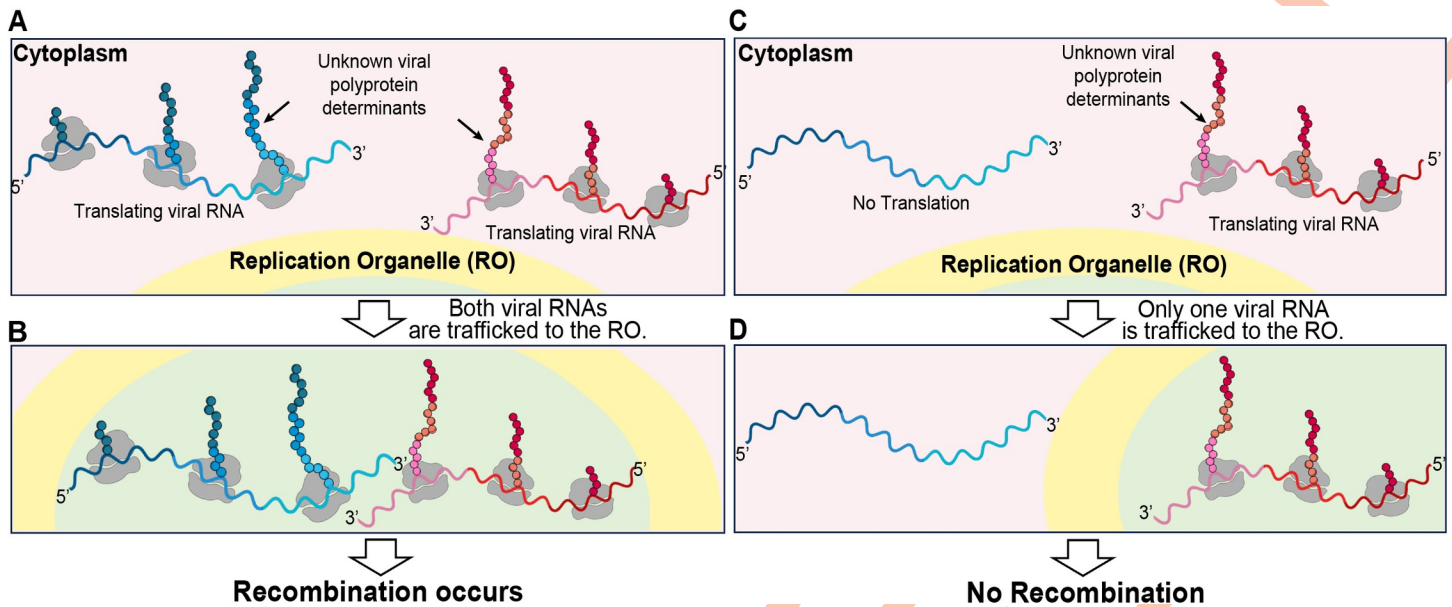 A
Cytoplasm
Unknown viral
polyprotein
determinants
5’
3’
Translating viral RNA
5’
3’
Translating viral RNA
Replication Organelle (RO)
Both viral RNAs
are trafficked to the RO.
B
5’
3’
3’
5’
Recombination occurs
C
Cytoplasm
Unknown viral
polyprotein
determinants
5’
3’
No Translation
5’
3’
Translating viral RNA
Replication Organelle (RO)
Only one viral RNA
is trafficked to the RO.
D
5’
3’
5’
3’
No Recombination